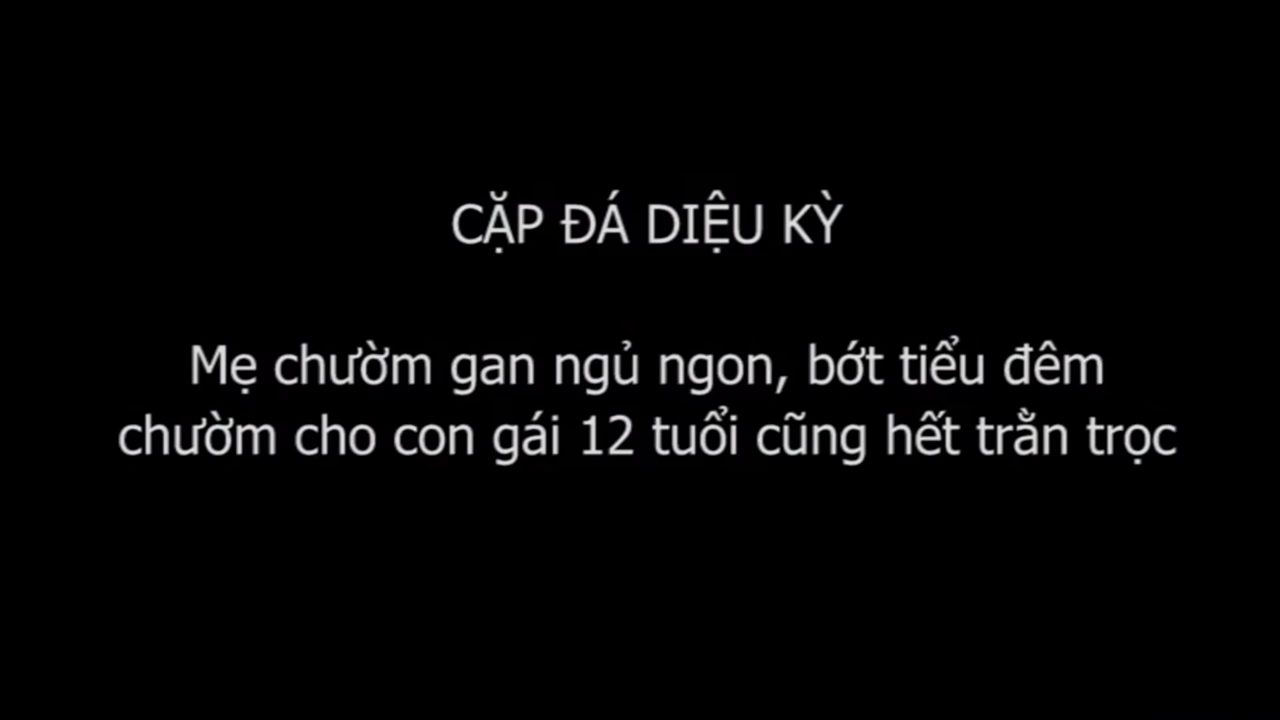 CẶP ĐÁ DIỆU KỲ
Mẹ chườm gan ngủ ngon, bớt tiểu đêm
chườm cho con gái 12 tuổi cũng hết trằn trọc